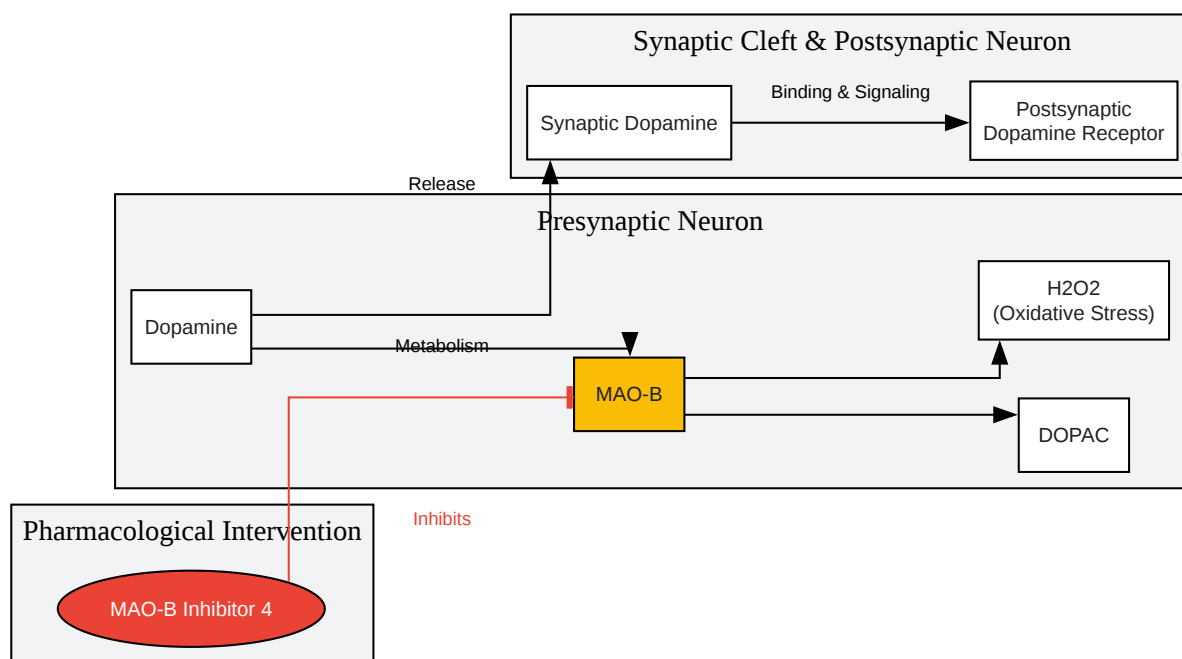 Synaptic Cleft & Postsynaptic Neuron
Binding & Signaling
Synaptic Dopamine
Postsynaptic
Dopamine Receptor
Release
Presynaptic Neuron
H2O2
(Oxidative Stress)
Dopamine
Metabolism
MAO-B
DOPAC
Inhibits
Pharmacological Intervention
MAO-B Inhibitor 4